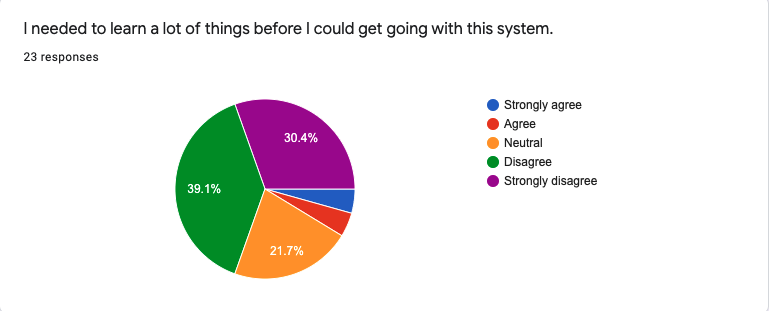 I needed to learn a lot of things before I could get going with this system.
23 responses
30.4%
39.1%
21.7%
Strongly agree
Agree
Neutral
Disagree
Strongly disagree